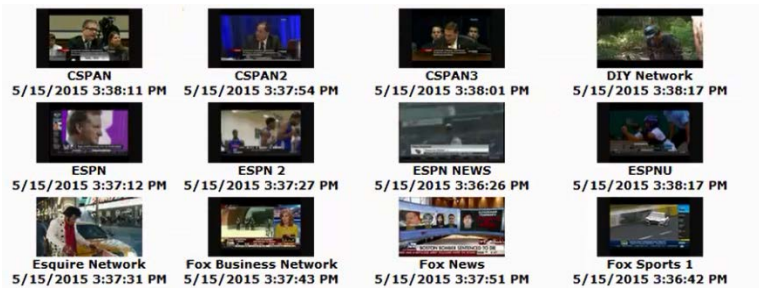 CSPAN
5/15/2015 3:38:11 PM
CSPAN2
5/15/2015 3:37:54 PM
CSPAN3
5/15/2015 3:38:01 PM
DIY Network
5/15/2015 3:38:17 PM
ESPN
5/15/2015 3:37:12 PM
ESPN 2
5/15/2015 3:37:27 PM
ESPN NEWS
5/15/2015 3:36:26 PM
ESPNU
5/15/2015 3:38:17 PM
Esquire Network
5/15/2015 3:37:31 PM
Fox Business Network
5/15/2015 3:37:43 PM
BOSTON BOMBER SENTENCED TO DIE
Fox News
5/15/2015 3:37:51 PM
Fox Sports 1
5/15/2015 3:36:42 PM